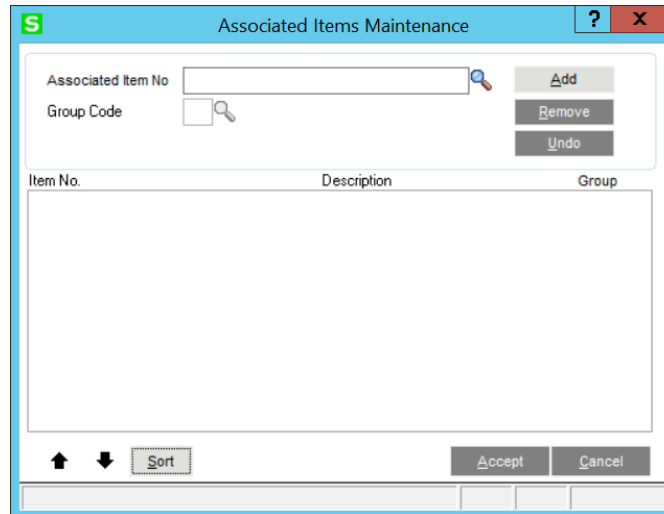 S Associated Items Maintenance ? X
Associated Item No Add
Group Code Remove
Undo
Item No. Description Group
Sort Accept Cancel